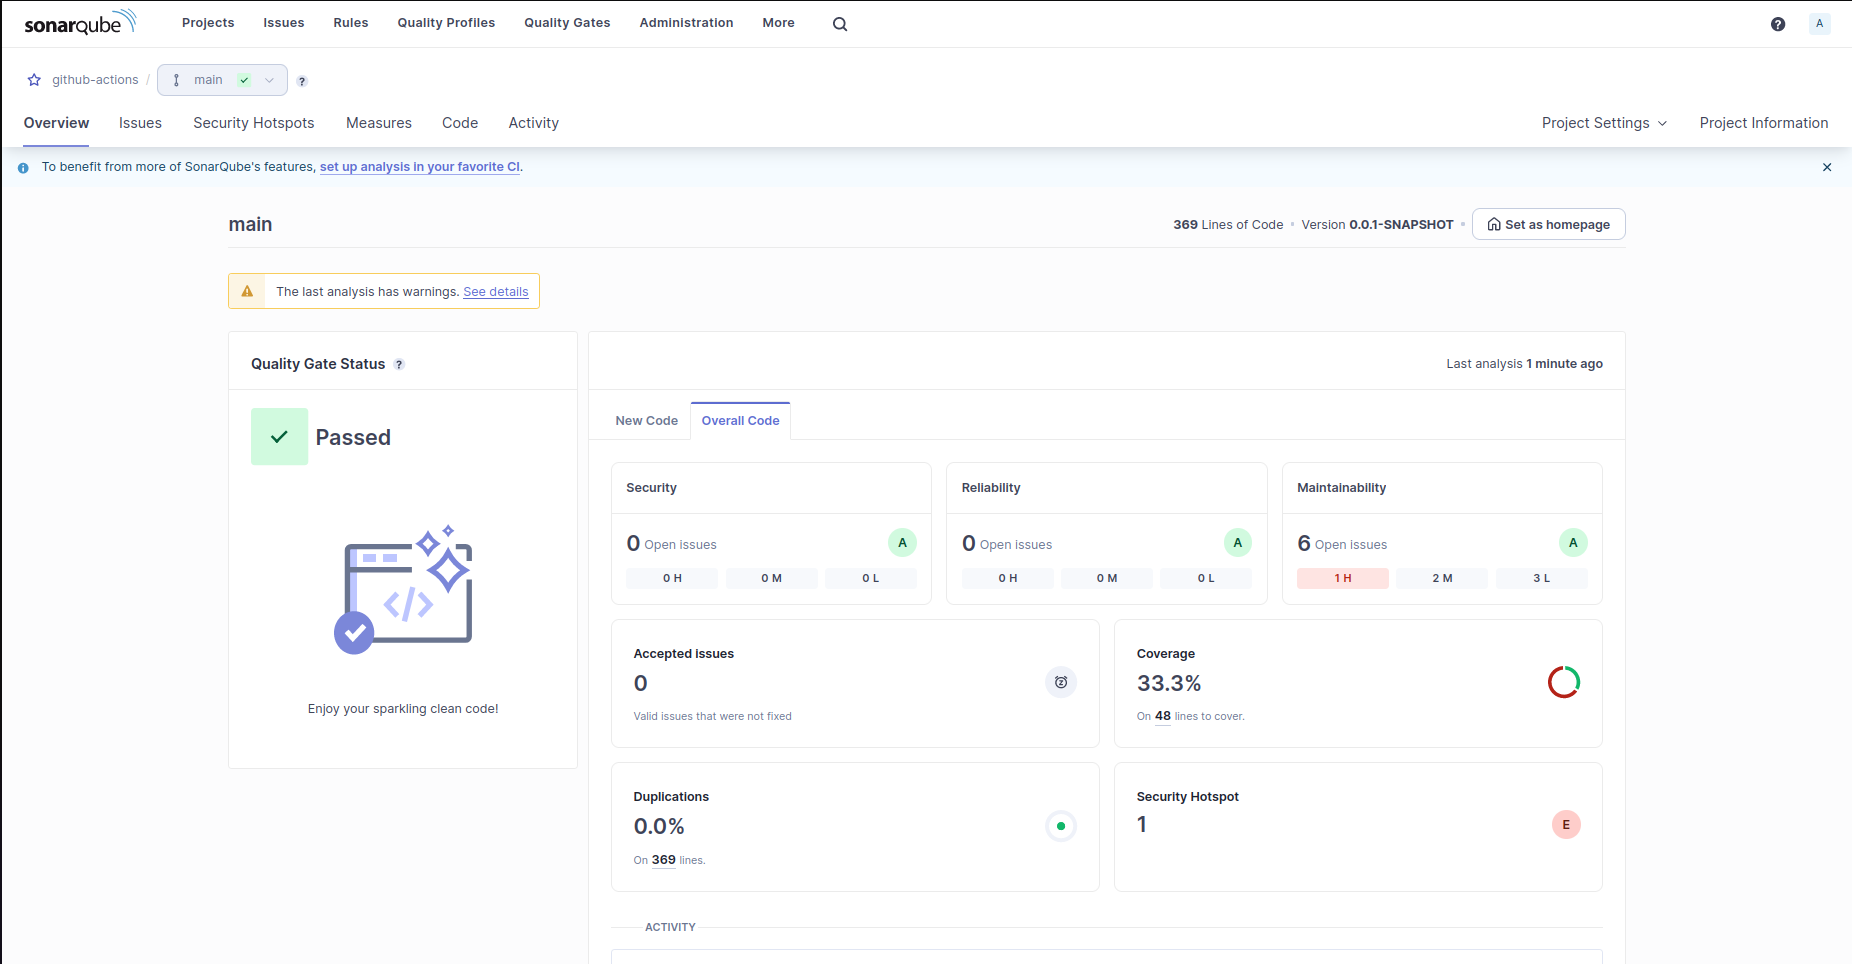 sonarqube Projects Issues Rules Quality Profiles Quality Gates Administration More ? A
github-actions / main ?
Overview Issues Security Hotspots Measures Code Activity Project Settings Project Information
To benefit from more of SonarQube's features, set up analysis in your favorite CI.
main 369 Lines of Code • Version 0.0.1-SNAPSHOT • Set as homepage
The last analysis has warnings. See details
Quality Gate Status ?
Passed
Enjoy your sparkling clean code!
Last analysis 1 minute ago
New Code Overall Code
Security
0 Open issues A
0 H 0 M 0 L
Reliability
0 Open issues A
0 H 0 M 0 L
Maintainability
6 Open issues A
1 H 2 M 3 L
Accepted issues
0
Valid issues that were not fixed
Coverage
33.3%
On 48 lines to cover.
Duplications
0.0%
On 369 lines.
Security Hotspot
1 E
ACTIVITY